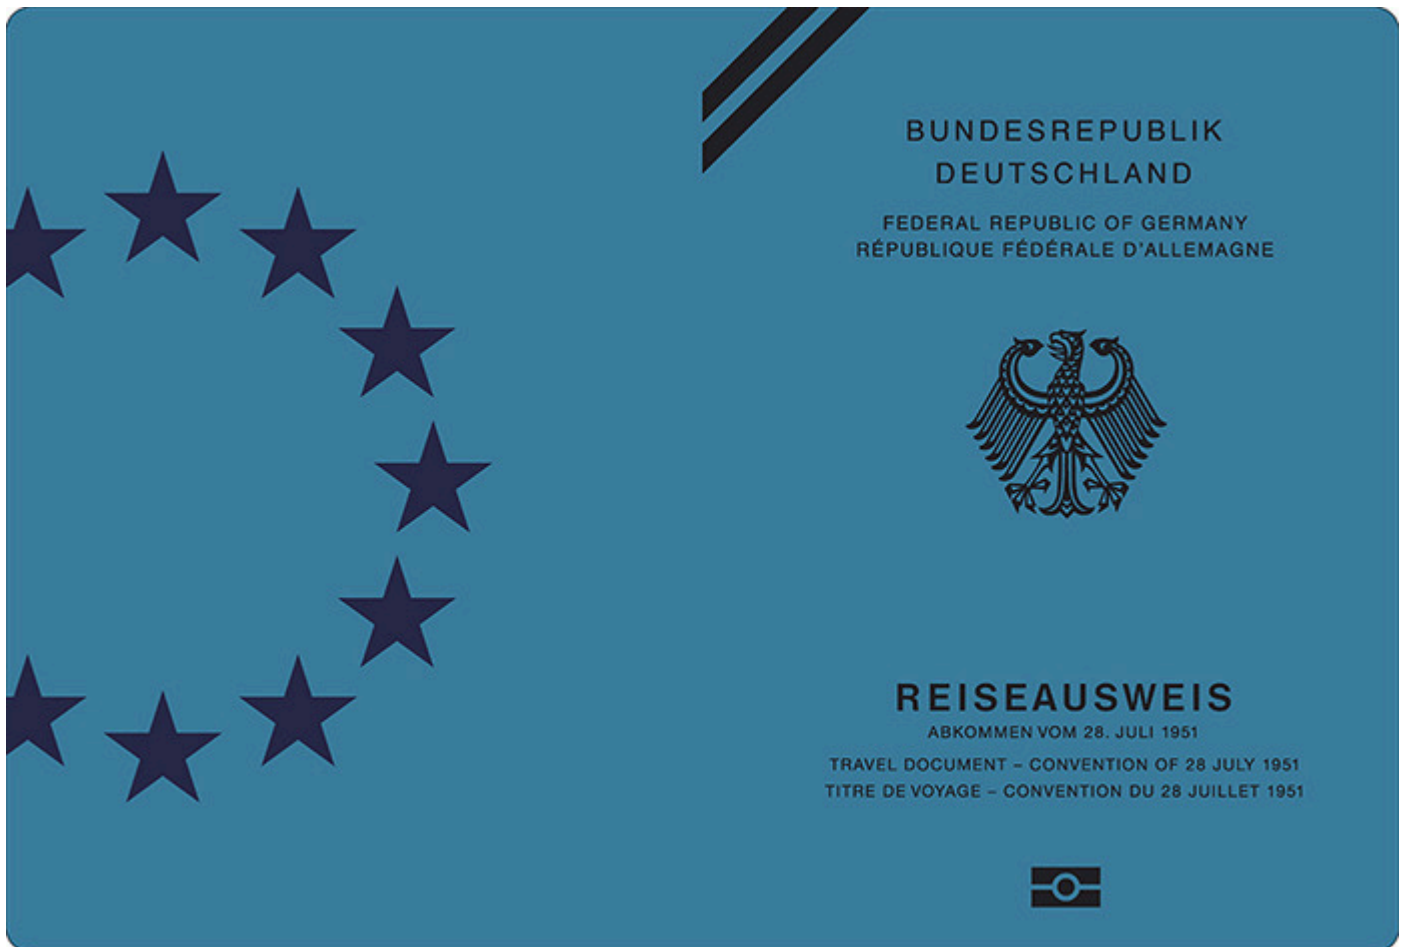 BUNDESREPUBLIK
DEUTSCHLAND
FEDERAL REPUBLIC OF GERMANY
RÉPUBLIQUE FÉDÉRALE D'ALLEMAGNE
REISEAUSWEIS
ABKOMMEN VOM 28. JULI 1951
TRAVEL DOCUMENT – CONVENTION OF 28 JULY 1951
TITRE DE VOYAGE – CONVENTION DU 28 JUILLET 1951